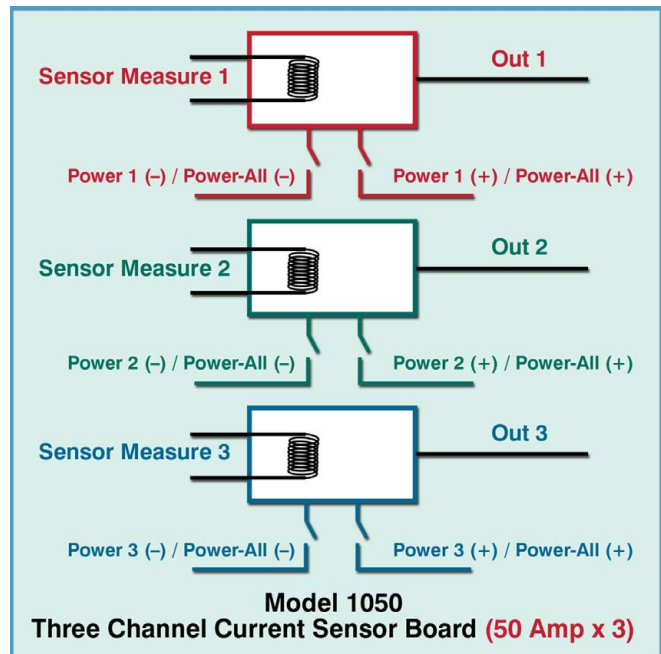 Sensor Measure 1
Out 1
Power 1 (–) / Power-All (–)
Power 1 (+) / Power-All (+)
Sensor Measure 2
Out 2
Power 2 (–) / Power-All (–)
Power 2 (+) / Power-All (+)
Sensor Measure 3
Out 3
Power 3 (–) / Power-All (–)
Power 3 (+) / Power-All (+)
Model 1050
Three Channel Current Sensor Board (50 Amp x 3)